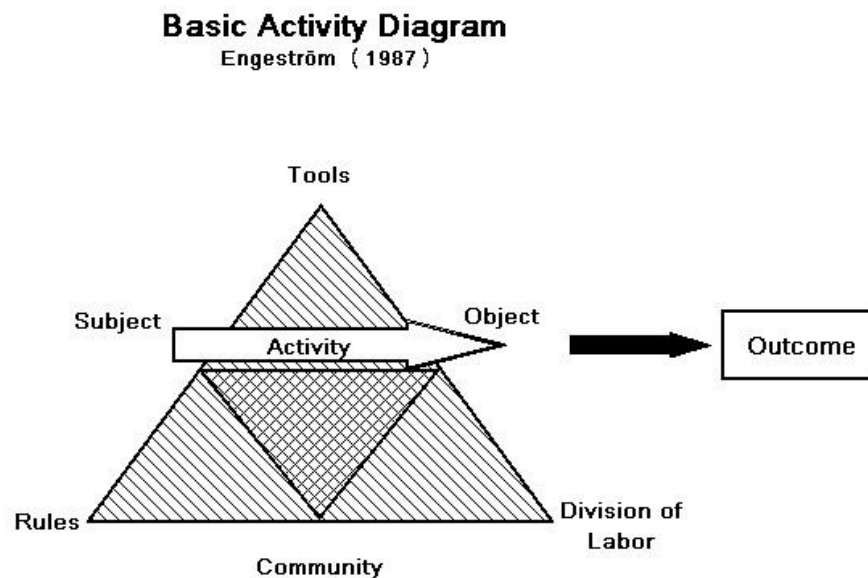 Basic Activity Diagram
Engeström ( 1987 )
Tools
Subject
Object
Activity
Outcome
Rules
Division of
Labor
Community